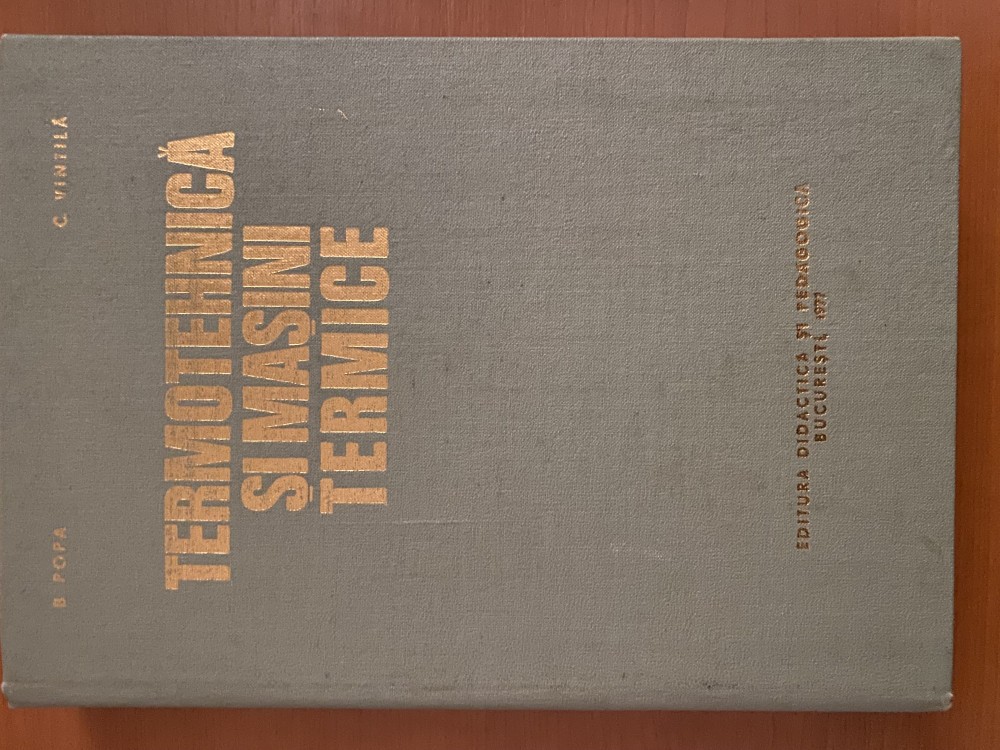 B POPA C. VINTILĂ
TERMOTEHNICĂ
ȘI MAȘINI
TERMICE
EDITURA DIDACTICĂ ȘI PEDAGOGICĂ
BUCUREȘTI, 1977